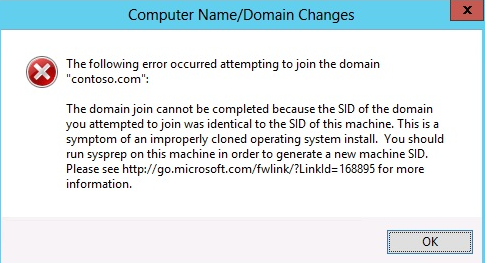 Computer Name/Domain Changes
x
The following error occurred attempting to join the domain
"contoso.com":
The domain join cannot be completed because the SID of the domain
you attempted to join was identical to the SID of this machine. This is a
symptom of an improperly cloned operating system install.  You should
run sysprep on this machine in order to generate a new machine SID.
Please see http://go.microsoft.com/fwlink/?LinkId=168895 for more
information.
OK